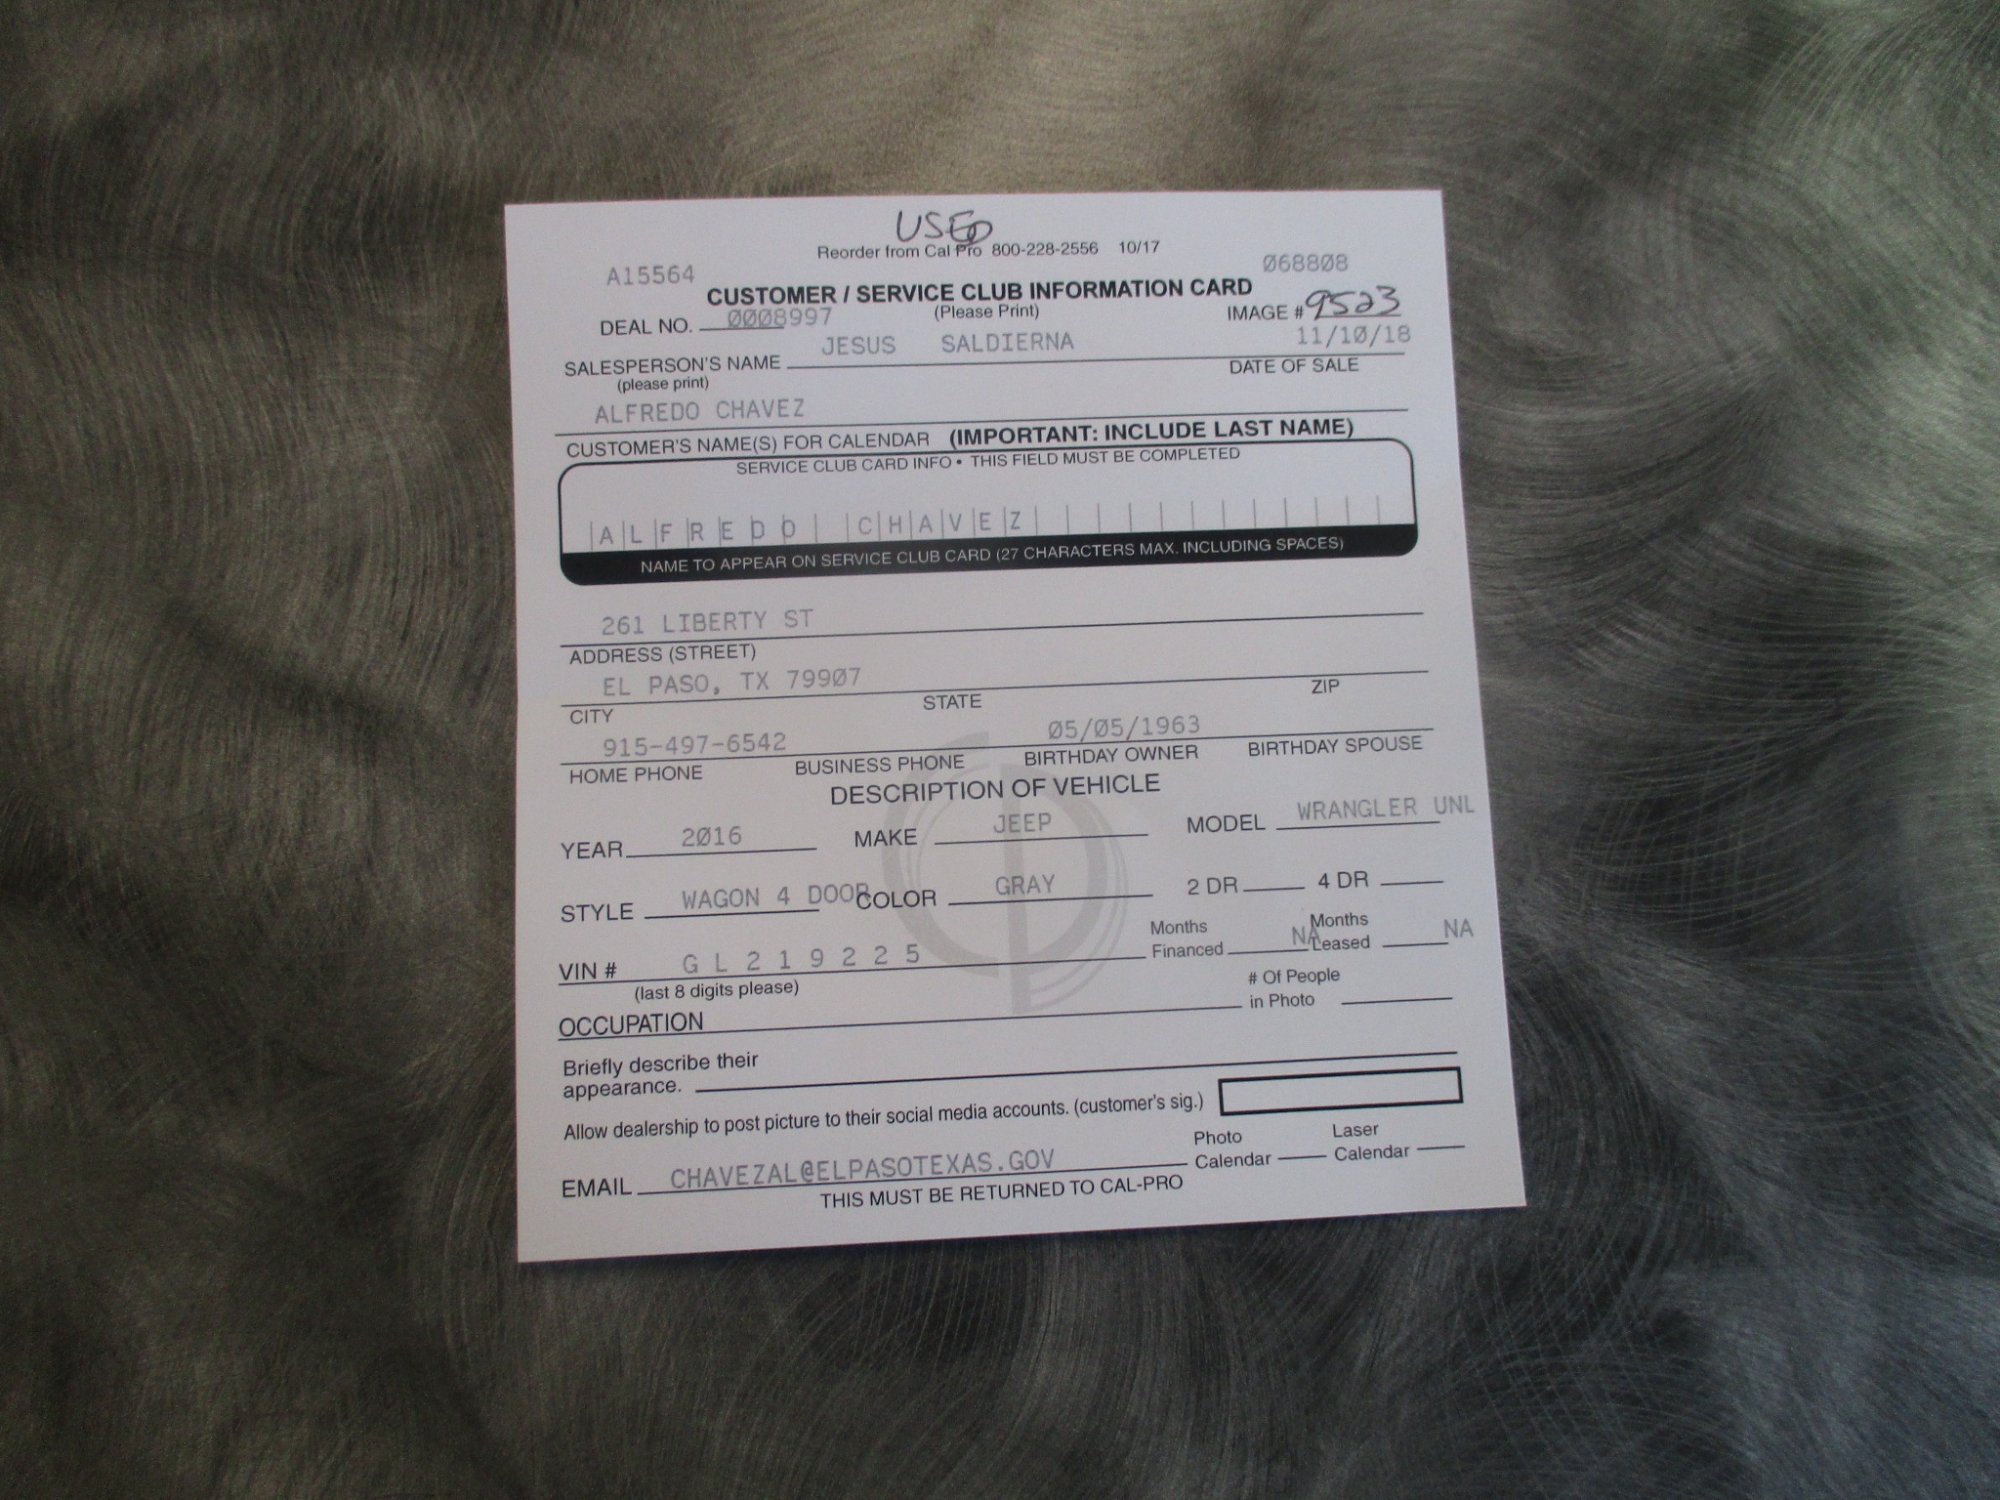 USED
Reorder from Cal Pro 800-228-2556 10/17
A15564 068808
CUSTOMER / SERVICE CLUB INFORMATION CARD
DEAL NO. 0008997 (Please Print) IMAGE # 9523
JESUS SALDIERNA 11/10/18
SALESPERSON'S NAME DATE OF SALE
(please print)
ALFREDO CHAVEZ
CUSTOMER'S NAME(S) FOR CALENDAR (IMPORTANT: INCLUDE LAST NAME)
SERVICE CLUB CARD INFO • THIS FIELD MUST BE COMPLETED
ALFREDO CHAVEZ
NAME TO APPEAR ON SERVICE CLUB CARD (27 CHARACTERS MAX. INCLUDING SPACES)
261 LIBERTY ST
ADDRESS (STREET)
EL PASO, TX 79907
CITY STATE ZIP
915-497-6542 05/05/1963
HOME PHONE BUSINESS PHONE BIRTHDAY OWNER BIRTHDAY SPOUSE
DESCRIPTION OF VEHICLE
YEAR 2016 MAKE JEEP MODEL WRANGLER UNL
STYLE WAGON 4 DOOR COLOR GRAY 2 DR 4 DR
VIN # GL219225 Months Financed NA Months Leased NA
(last 8 digits please)
OCCUPATION # Of People in Photo
Briefly describe their
appearance.
Allow dealership to post picture to their social media accounts. (customer's sig.)
EMAIL CHAVEZAL@ELPASOTEXAS.GOV Photo Calendar Laser Calendar
THIS MUST BE RETURNED TO CAL-PRO